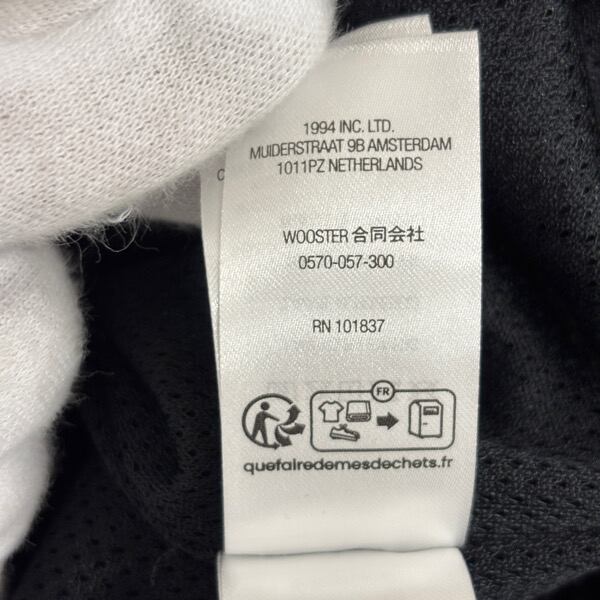 1994 INC. LTD.
MUIDERSTRAAT 9B AMSTERDAM
1011PZ NETHERLANDS
WOOSTER 合同会社
0570-057-300
RN 101837
FR
quefairedemesdechets.fr